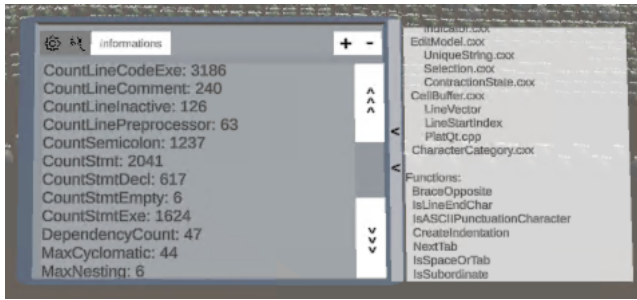 informations
+ -
CountLineCodeExe: 3186
CountLineComment: 240
CountLineInactive: 126
CountLinePreprocessor: 63
CountSemicolon: 1237
CountStmt: 2041
CountStmtDecl: 617
CountStmtEmpty: 6
CountStmtExe: 1624
DependencyCount: 47
MaxCyclomatic: 44
MaxNesting: 6
Indicator.cxx
EditModel.cxx
UniqueString.cxx
Selection.cxx
ContractionState.cxx
CellBuffer.cxx
LineVector
LineStartIndex
PlatQt.cpp
CharacterCategory.cxx
Functions:
BraceOpposite
IsLineEndChar
IsASCIIPunctuationCharacter
CreateIndentation
NextTab
IsSpaceOrTab
IsSubordinate